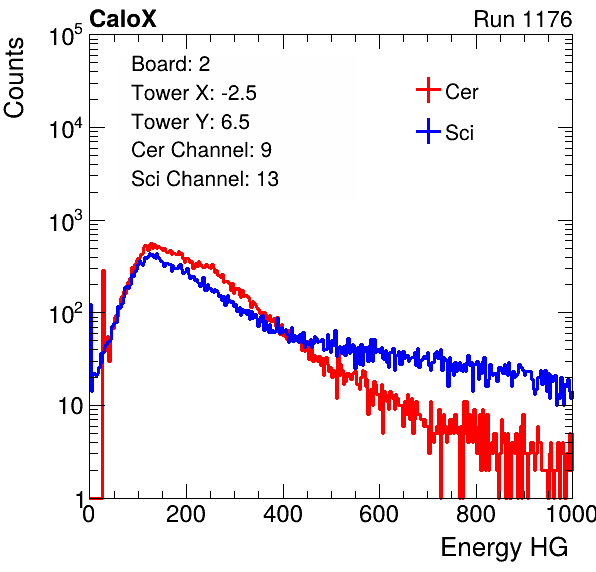 CaloX Run 1176
Counts
10^5
10^4
10^3
10^2
10
1
Board: 2
Tower X: -2.5
Tower Y: 6.5
Cer Channel: 9
Sci Channel: 13
Cer
Sci
0 200 400 600 800 1000
Energy HG